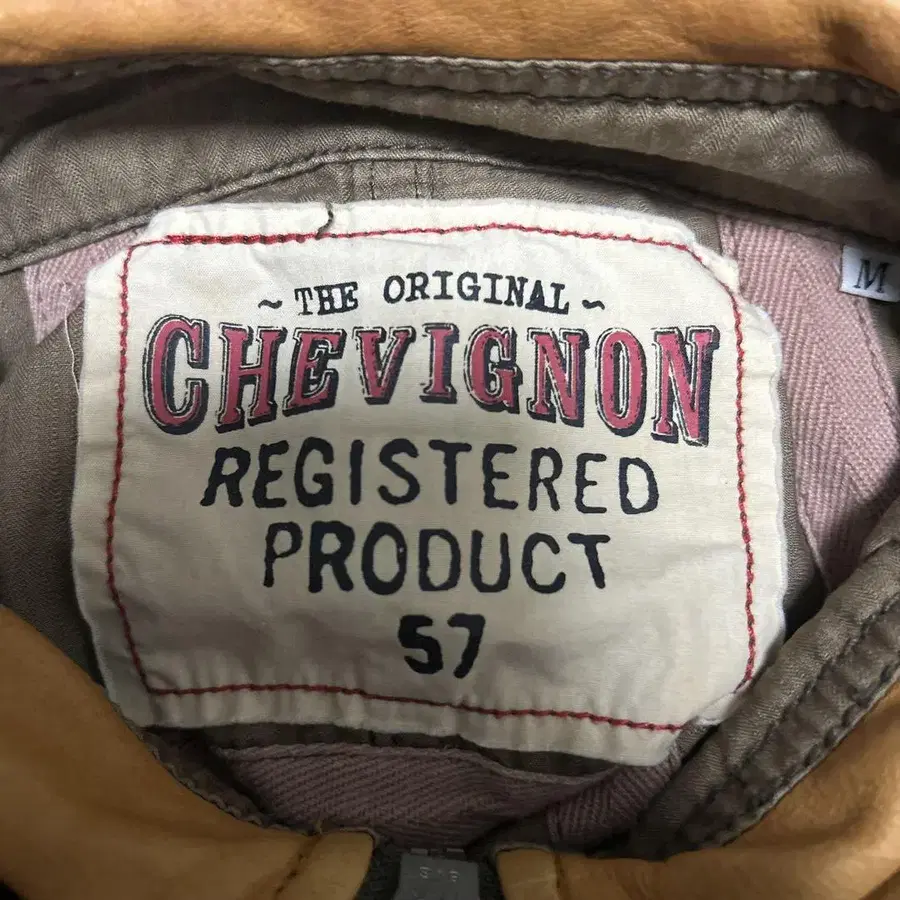 ~ THE ORIGINAL ~
CHEVIGNON
REGISTERED
PRODUCT
57
M